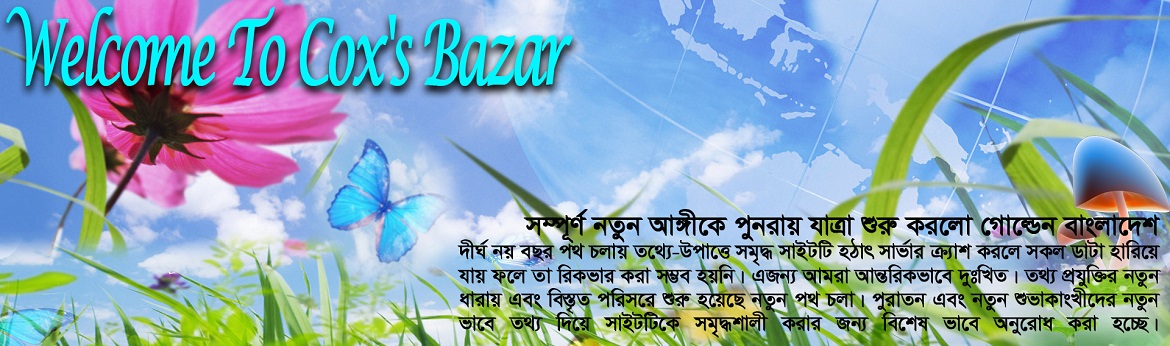 Welcome To Cox's Bazar
সম্পূর্ণ নতুন আঙ্গীকে পুনরায় যাত্রা শুরু করলো গোল্ডেন বাংলাদেশ
দীর্ঘ নয় বছর পথ চলায় তথ্যে-উপাত্তে সমৃদ্ধ সাইটটি হঠাৎ সার্ভার ক্র্যাশ করলে সকল ডাটা হারিয়ে
যায় ফলে তা রিকভার করা সম্ভব হয়নি। এজন্য আমরা আন্তরিকভাবে দুঃখিত। তথ্য প্রযুক্তির নতুন
ধারায় এবং বিস্তৃত পরিসরে শুরু হয়েছে নতুন পথ চলা। পুরাতন এবং নতুন শুভাকাংখীদের নতুন
ভাবে তথ্য দিয়ে সাইটটিকে সমৃদ্ধশালী করার জন্য বিশেষ ভাবে অনুরোধ করা হচ্ছে।